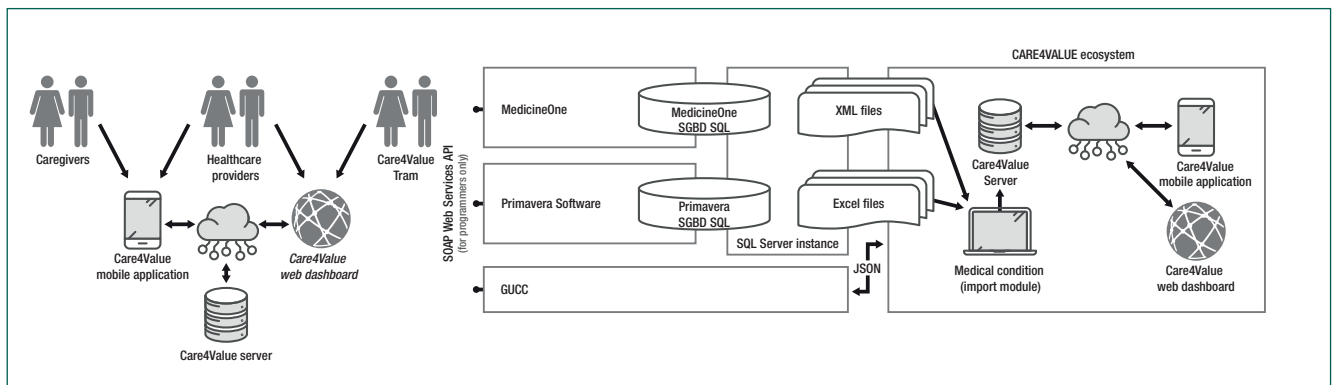 Caregivers
Healthcare
providers
Care4Value
Tram
Care4Value
mobile application
Care4Value
web dashboard
Care4Value server
SOAP Web Services API
(for programmers only)
MedicineOne
MedicineOne
SGBD SQL
Primavera Software
Primavera
SGBD SQL
SQL Server instance
GUCC
XML files
Excel files
JSON
CARE4VALUE ecosystem
Care4Value
Server
Care4Value
mobile application
Medical condition
(import module)
Care4Value
web dashboard